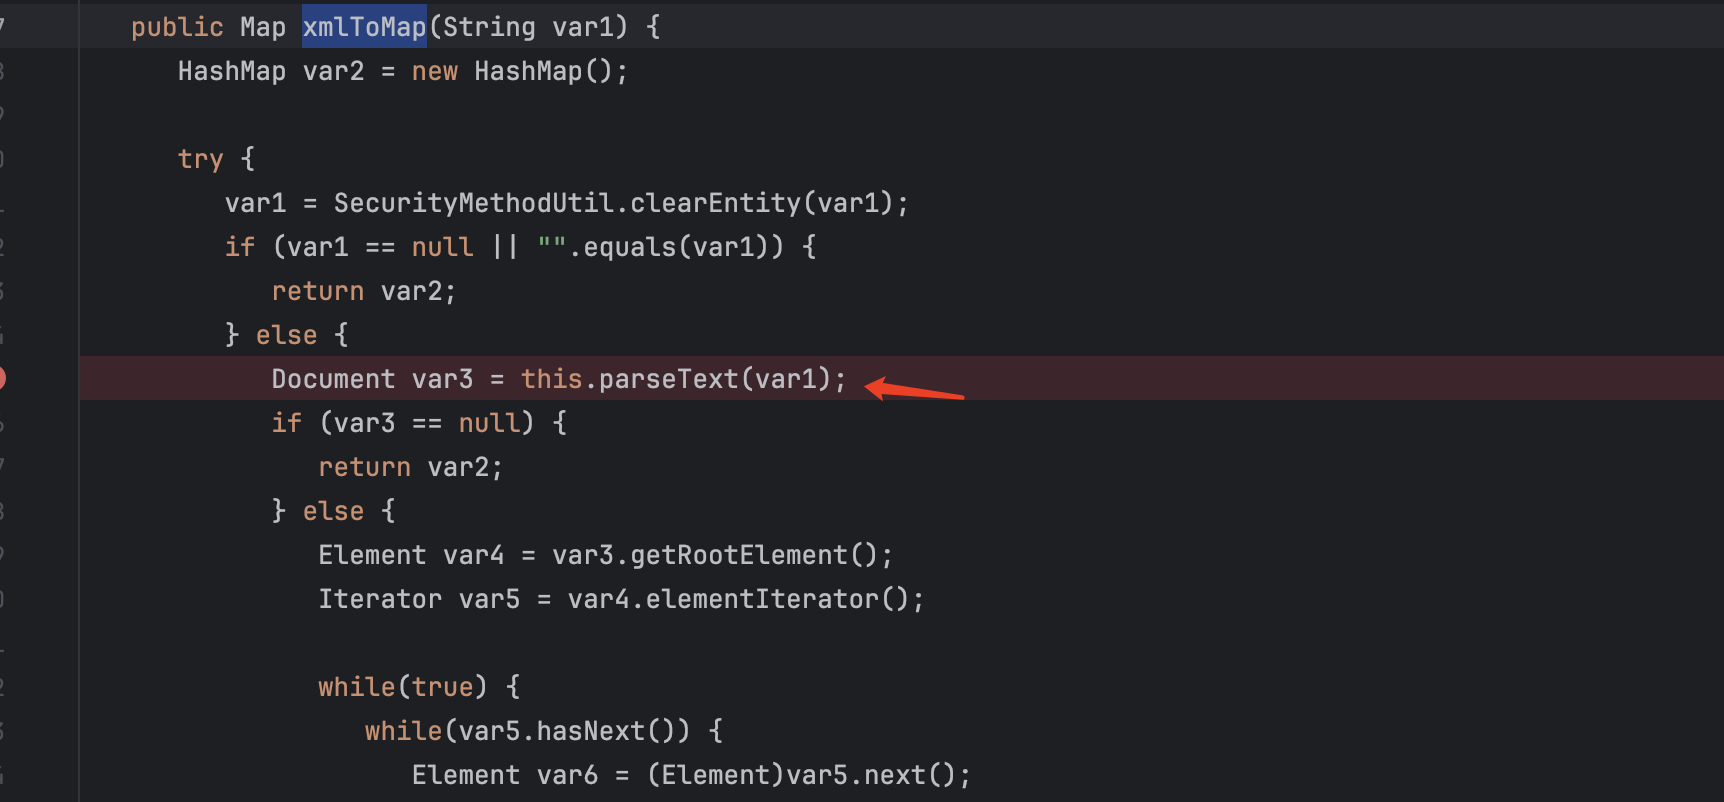 public Map xmlToMap(String var1) {
HashMap var2 = new HashMap();
try {
var1 = SecurityMethodUtil.clearEntity(var1);
if (var1 == null || "".equals(var1)) {
return var2;
} else {
Document var3 = this.parseText(var1);
if (var3 == null) {
return var2;
} else {
Element var4 = var3.getRootElement();
Iterator var5 = var4.elementIterator();
while(true) {
while(var5.hasNext()) {
Element var6 = (Element)var5.next();